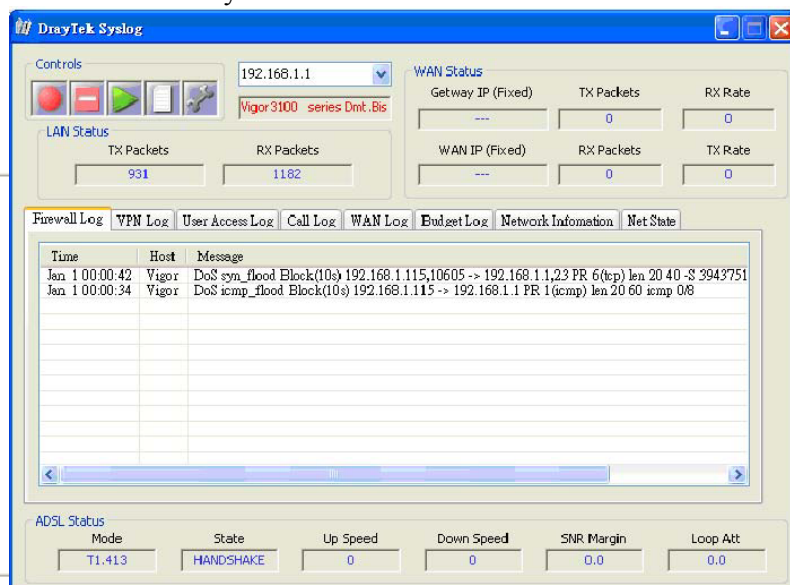 DrayTek Syslog
Controls
192.168.1.1
Vigor3100 series Dmt.Bis
LAN Status
TX Packets RX Packets
931 1182
WAN Status
Getway IP (Fixed) TX Packets RX Rate
--- 0 0
WAN IP (Fixed) RX Packets TX Rate
--- 0 0
Firewall Log VPN Log User Access Log Call Log WAN Log Budget Log Network Infomation Net State
Time Host Message
Jan 1 00:00:42 Vigor DoS syn_flood Block(10s) 192.168.1.115,10605 -> 192.168.1.1,23 PR 6(tcp) len 20 40 -S 3943751
Jan 1 00:00:34 Vigor DoS icmp_flood Block(10s) 192.168.1.115 -> 192.168.1.1 PR 1(icmp) len 20 60 icmp 0/8
ADSL Status
Mode State Up Speed Down Speed SNR Margin Loop Att
T1.413 HANDSHAKE 0 0 0.0 0.0